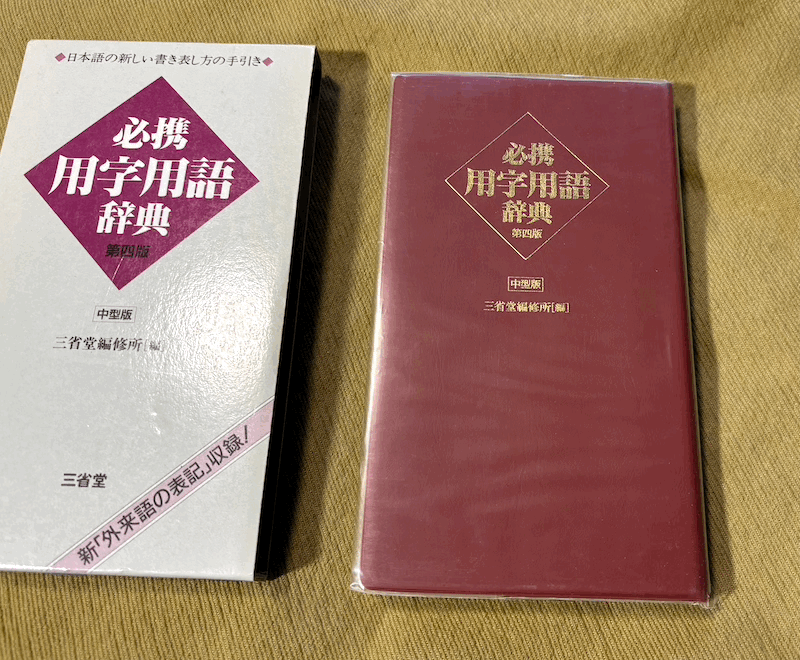 ◆日本語の新しい書き表し方の手引き◆
必携
用字用語
辞典
第四版
中型版
三省堂編修所[編
三省堂
新「外来語の表記」収録!
必携
用字用語
辞典
第四版
中型版
三省堂編修所[編]